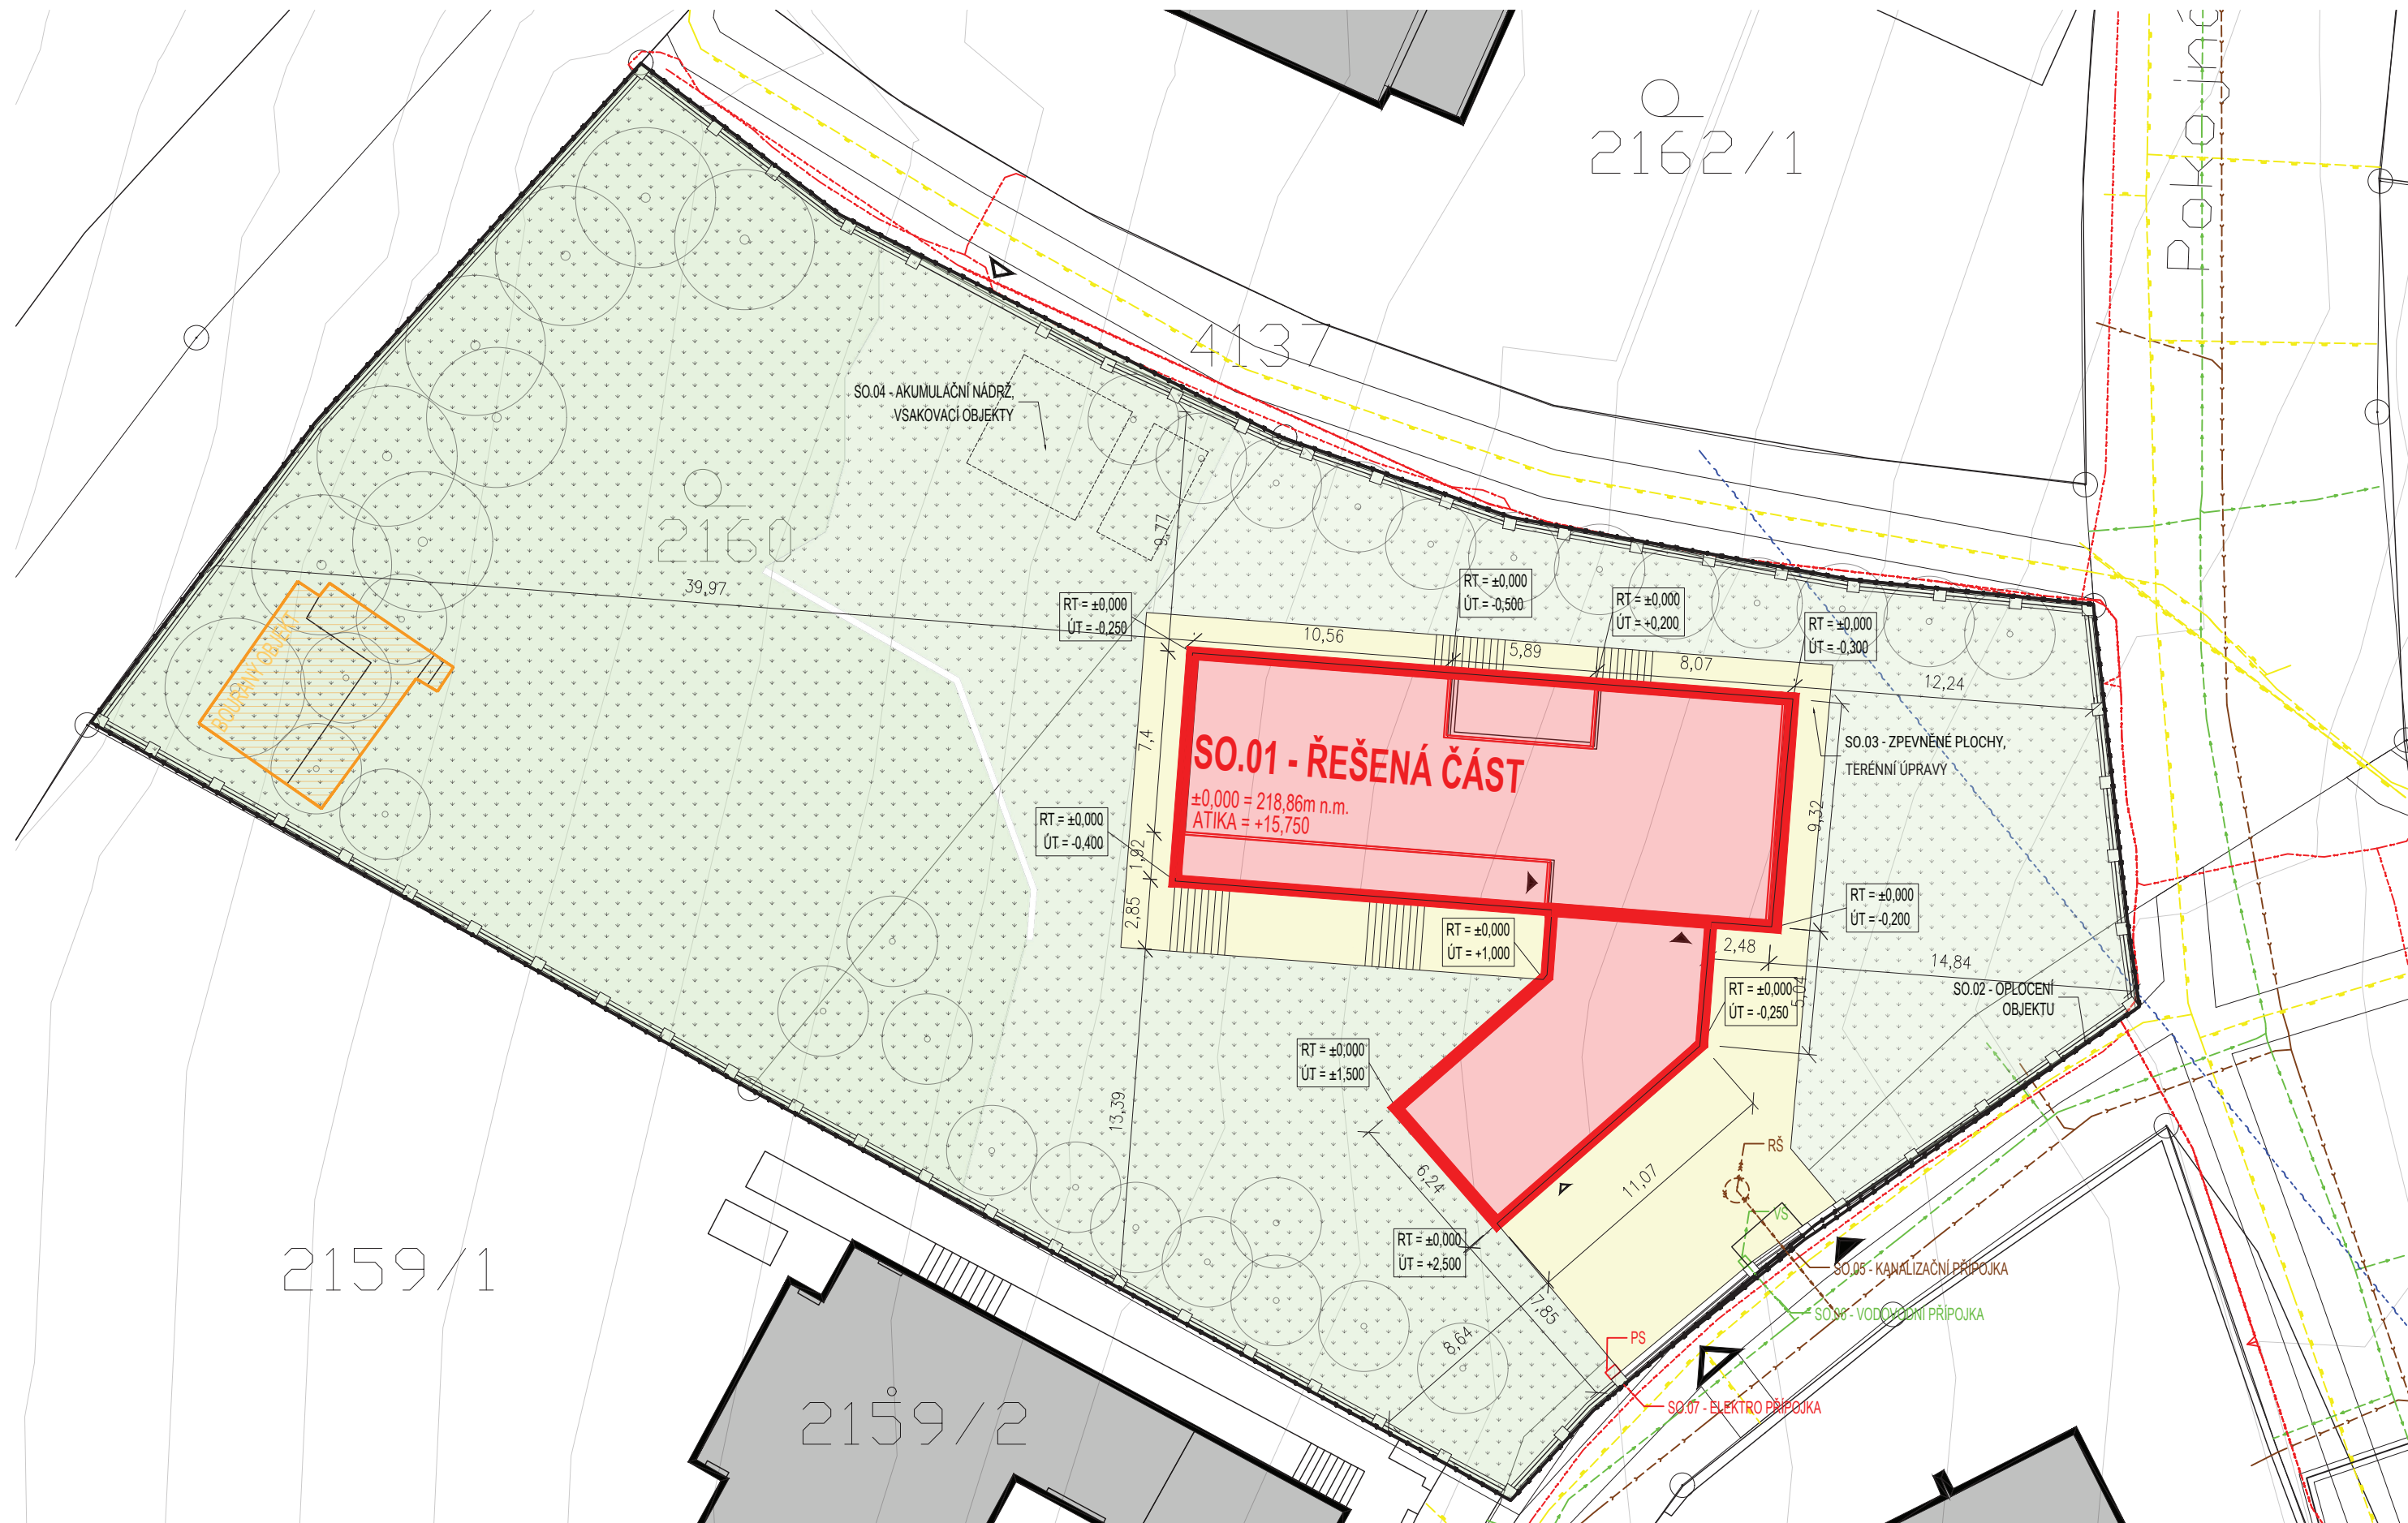 Pokojná
2162/1
4137
SO.04 - AKUMULAČNÍ NÁDRŽ,
VSAKOVACÍ OBJEKTY
2160
9,77
39,97
RT = ±0,000
ÚT = -0,250
10,56
RT = ±0,000
ÚT = -0,500
5,89
RT = ±0,000
ÚT = +0,200
8,07
RT = ±0,000
ÚT = -0,300
12,24
BOURANÝ OBJEKT
7,4
SO.01 - ŘEŠENÁ ČÁST
±0,000 = 218,86m n.m.
ATIKA = +15,750
SO.03 - ZPEVNĚNÉ PLOCHY,
TERÉNNÍ ÚPRAVY
9,32
RT = ±0,000
ÚT = -0,400
1,92
2,85
RT = ±0,000
ÚT = +1,000
RT = ±0,000
ÚT = -0,200
2,48
14,84
RT = ±0,000
ÚT = -0,250
5,04
SO.02 - OPLOCENÍ
OBJEKTU
RT = ±0,000
ÚT = ±1,500
13,39
6,24
11,07
RŠ
VŠ
RT = ±0,000
ÚT = +2,500
SO.05 - KANALIZAČNÍ PŘÍPOJKA
SO.06 - VODOVODNÍ PŘÍPOJKA
7,85
8,64
PS
SO.07 - ELEKTRO PŘÍPOJKA
2159/1
2159/2